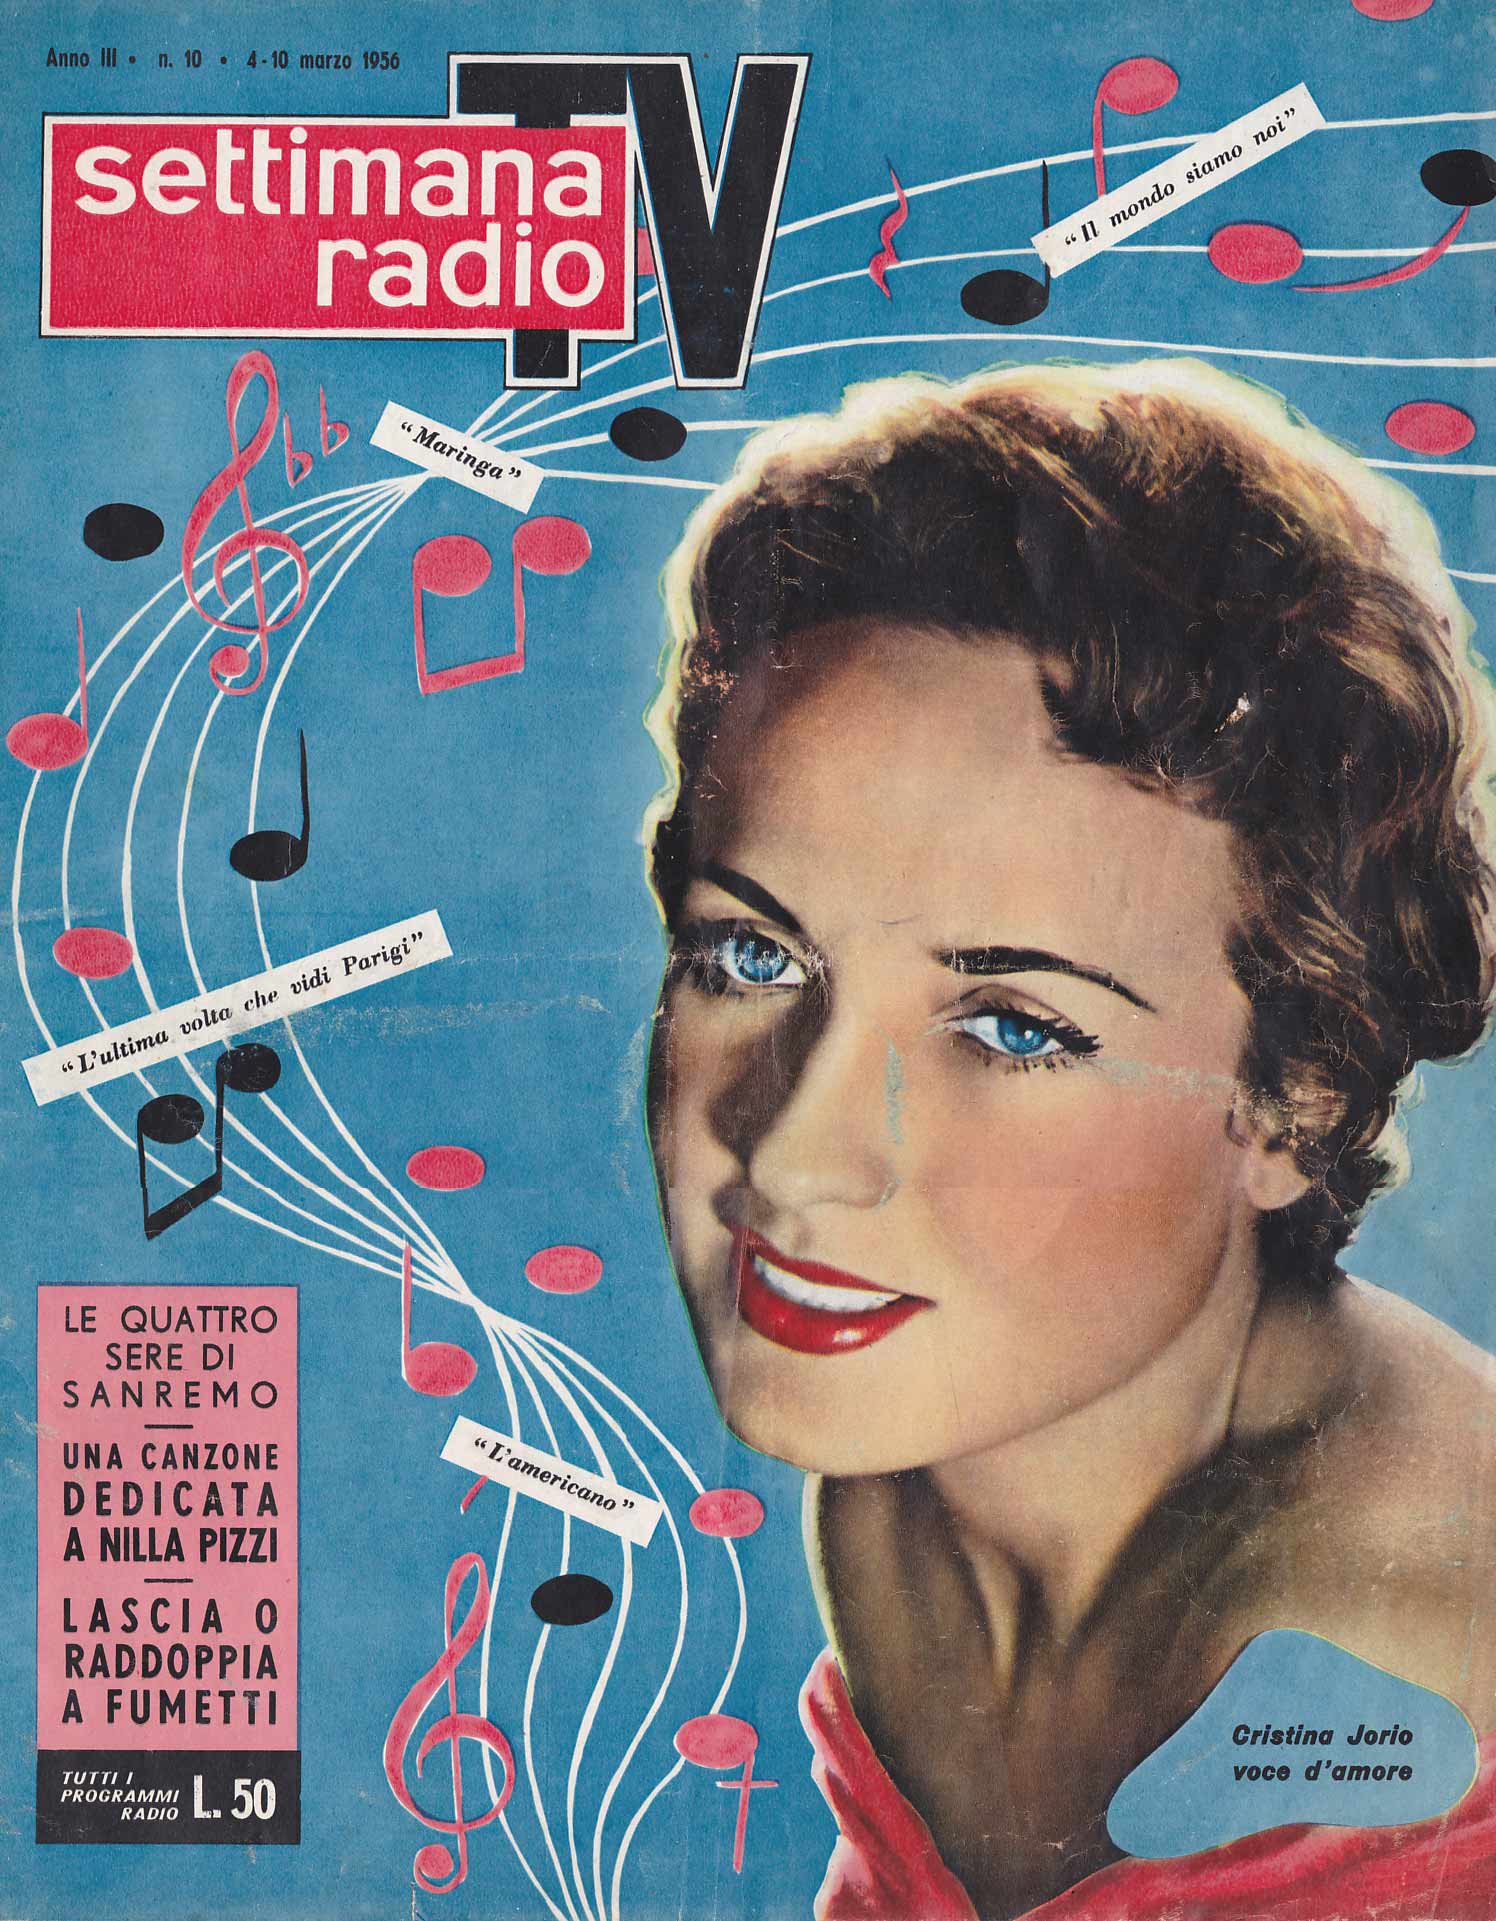 Anno III • n. 10 • 4-10 marzo 1956
TV
settimana
radio
"Il mondo siamo noi"
"Maringa"
"L'ultima volta che vidi Parigi"
"L'americano"
LE QUATTRO
SERE DI
SANREMO
UNA CANZONE
DEDICATA
A NILLA PIZZI
LASCIA O
RADDOPPIA
A FUMETTI
TUTTI I
PROGRAMMI
RADIO
L. 50
Cristina Jorio
voce d'amore